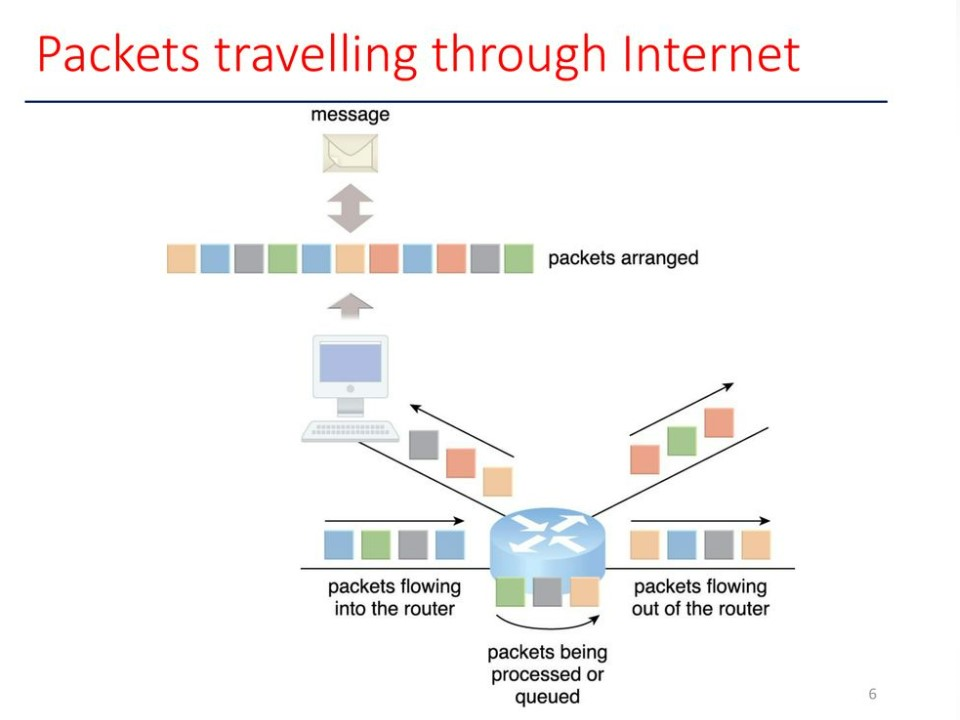 Packets travelling through Internet
message
packets arranged
packets flowing
into the router
packets flowing
out of the router
packets being
processed or
queued
6